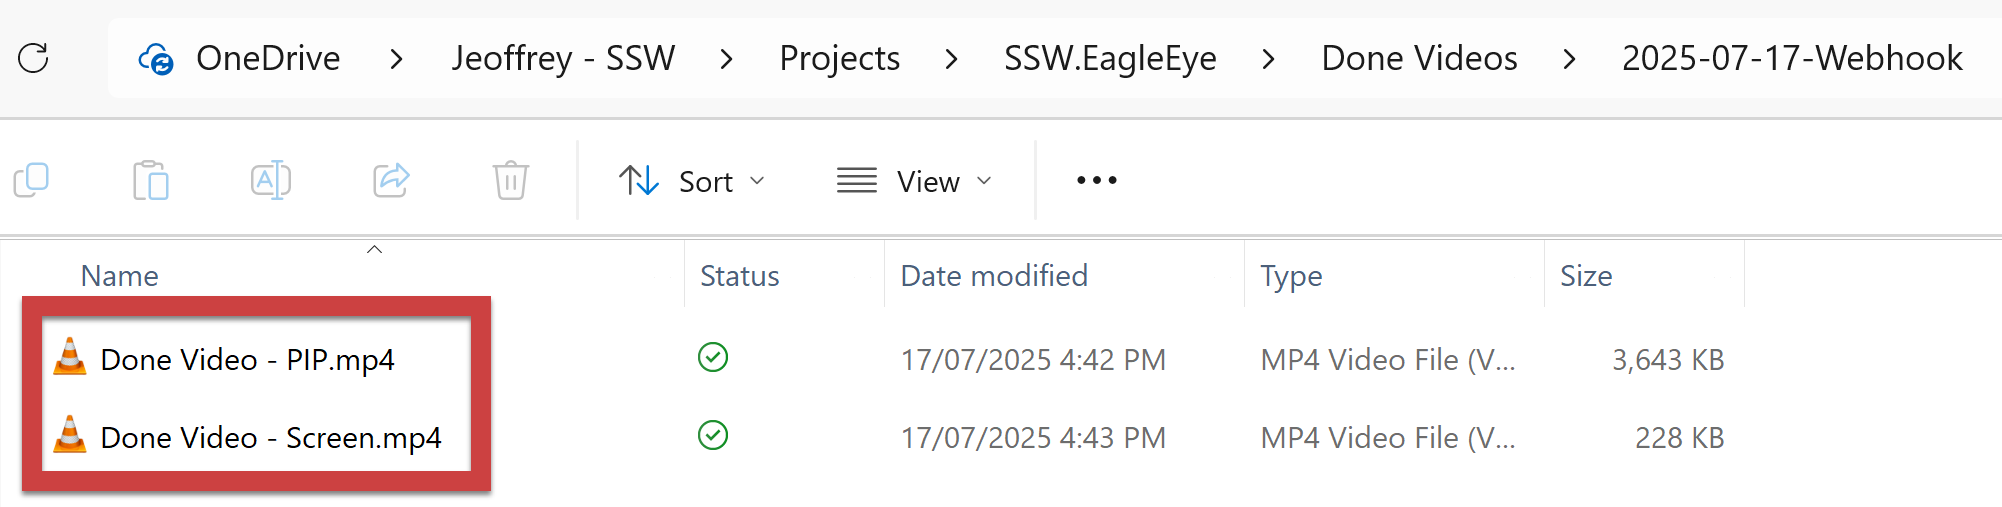 OneDrive > Jeoffrey - SSW > Projects > SSW.EagleEye > Done Videos > 2025-07-17-Webhook
Sort View
Name Status Date modified Type Size
Done Video - PIP.mp4 17/07/2025 4:42 PM MP4 Video File (V... 3,643 KB
Done Video - Screen.mp4 17/07/2025 4:43 PM MP4 Video File (V... 228 KB